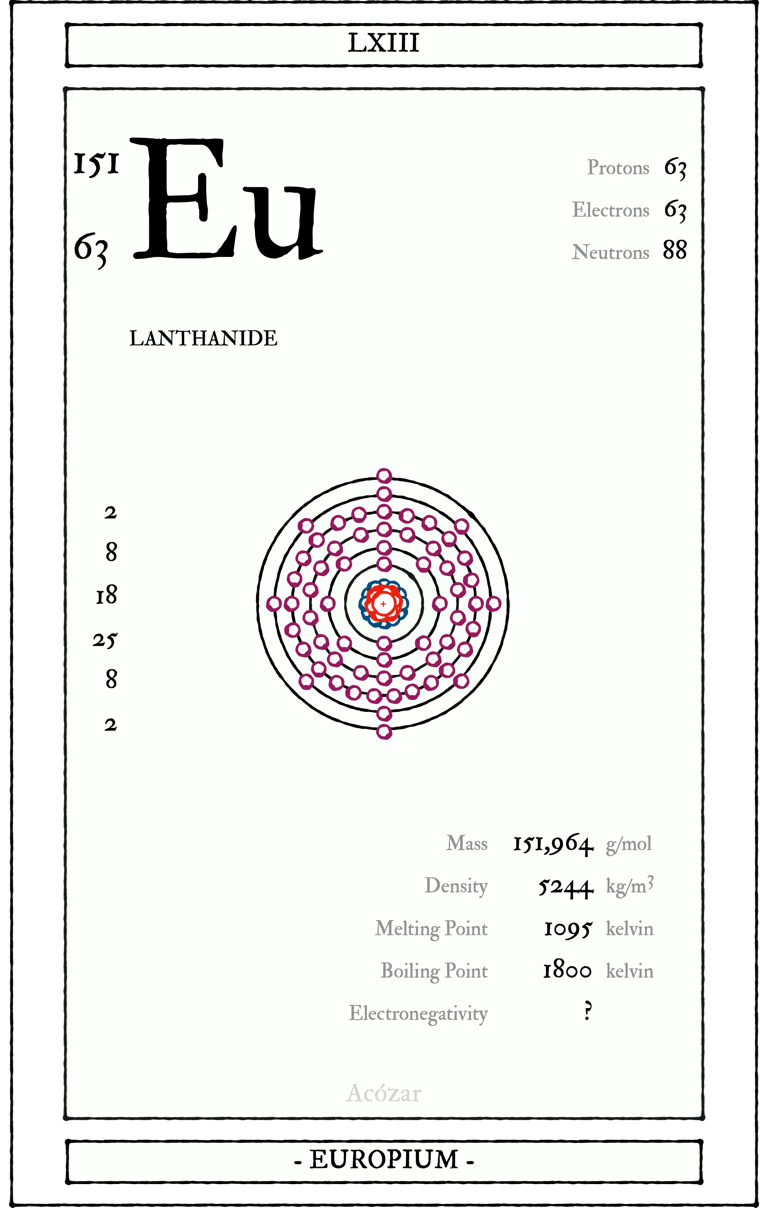 LXIII
151
63
Eu
Protons 63
Electrons 63
Neutrons 88
LANTHANIDE
2
8
18
25
8
2
+
Mass 151,964 g/mol
Density 5244 kg/m³
Melting Point 1095 kelvin
Boiling Point 1800 kelvin
Electronegativity ?
Acózar
- EUROPIUM -